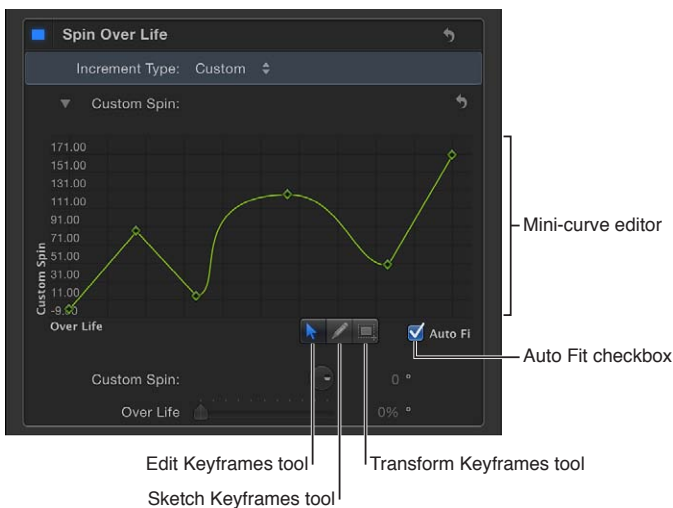 Spin Over Life
Increment Type: Custom
Custom Spin:
171.00
151.00
131.00
111.00
91.00
71.00
51.00
31.00
11.00
-9.00
Custom Spin
Over Life
Auto Fi
Custom Spin: 0 °
Over Life 0% °
Mini-curve editor
Auto Fit checkbox
Edit Keyframes tool
Transform Keyframes tool
Sketch Keyframes tool